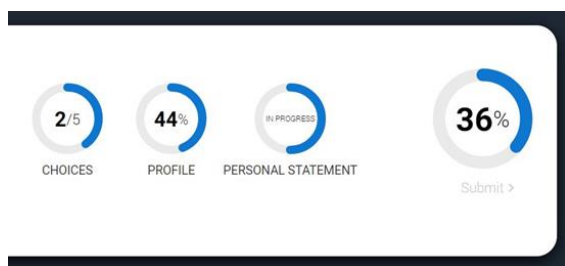 2/5
CHOICES
44%
PROFILE
IN PROGRESS
PERSONAL STATEMENT
36%
Submit >